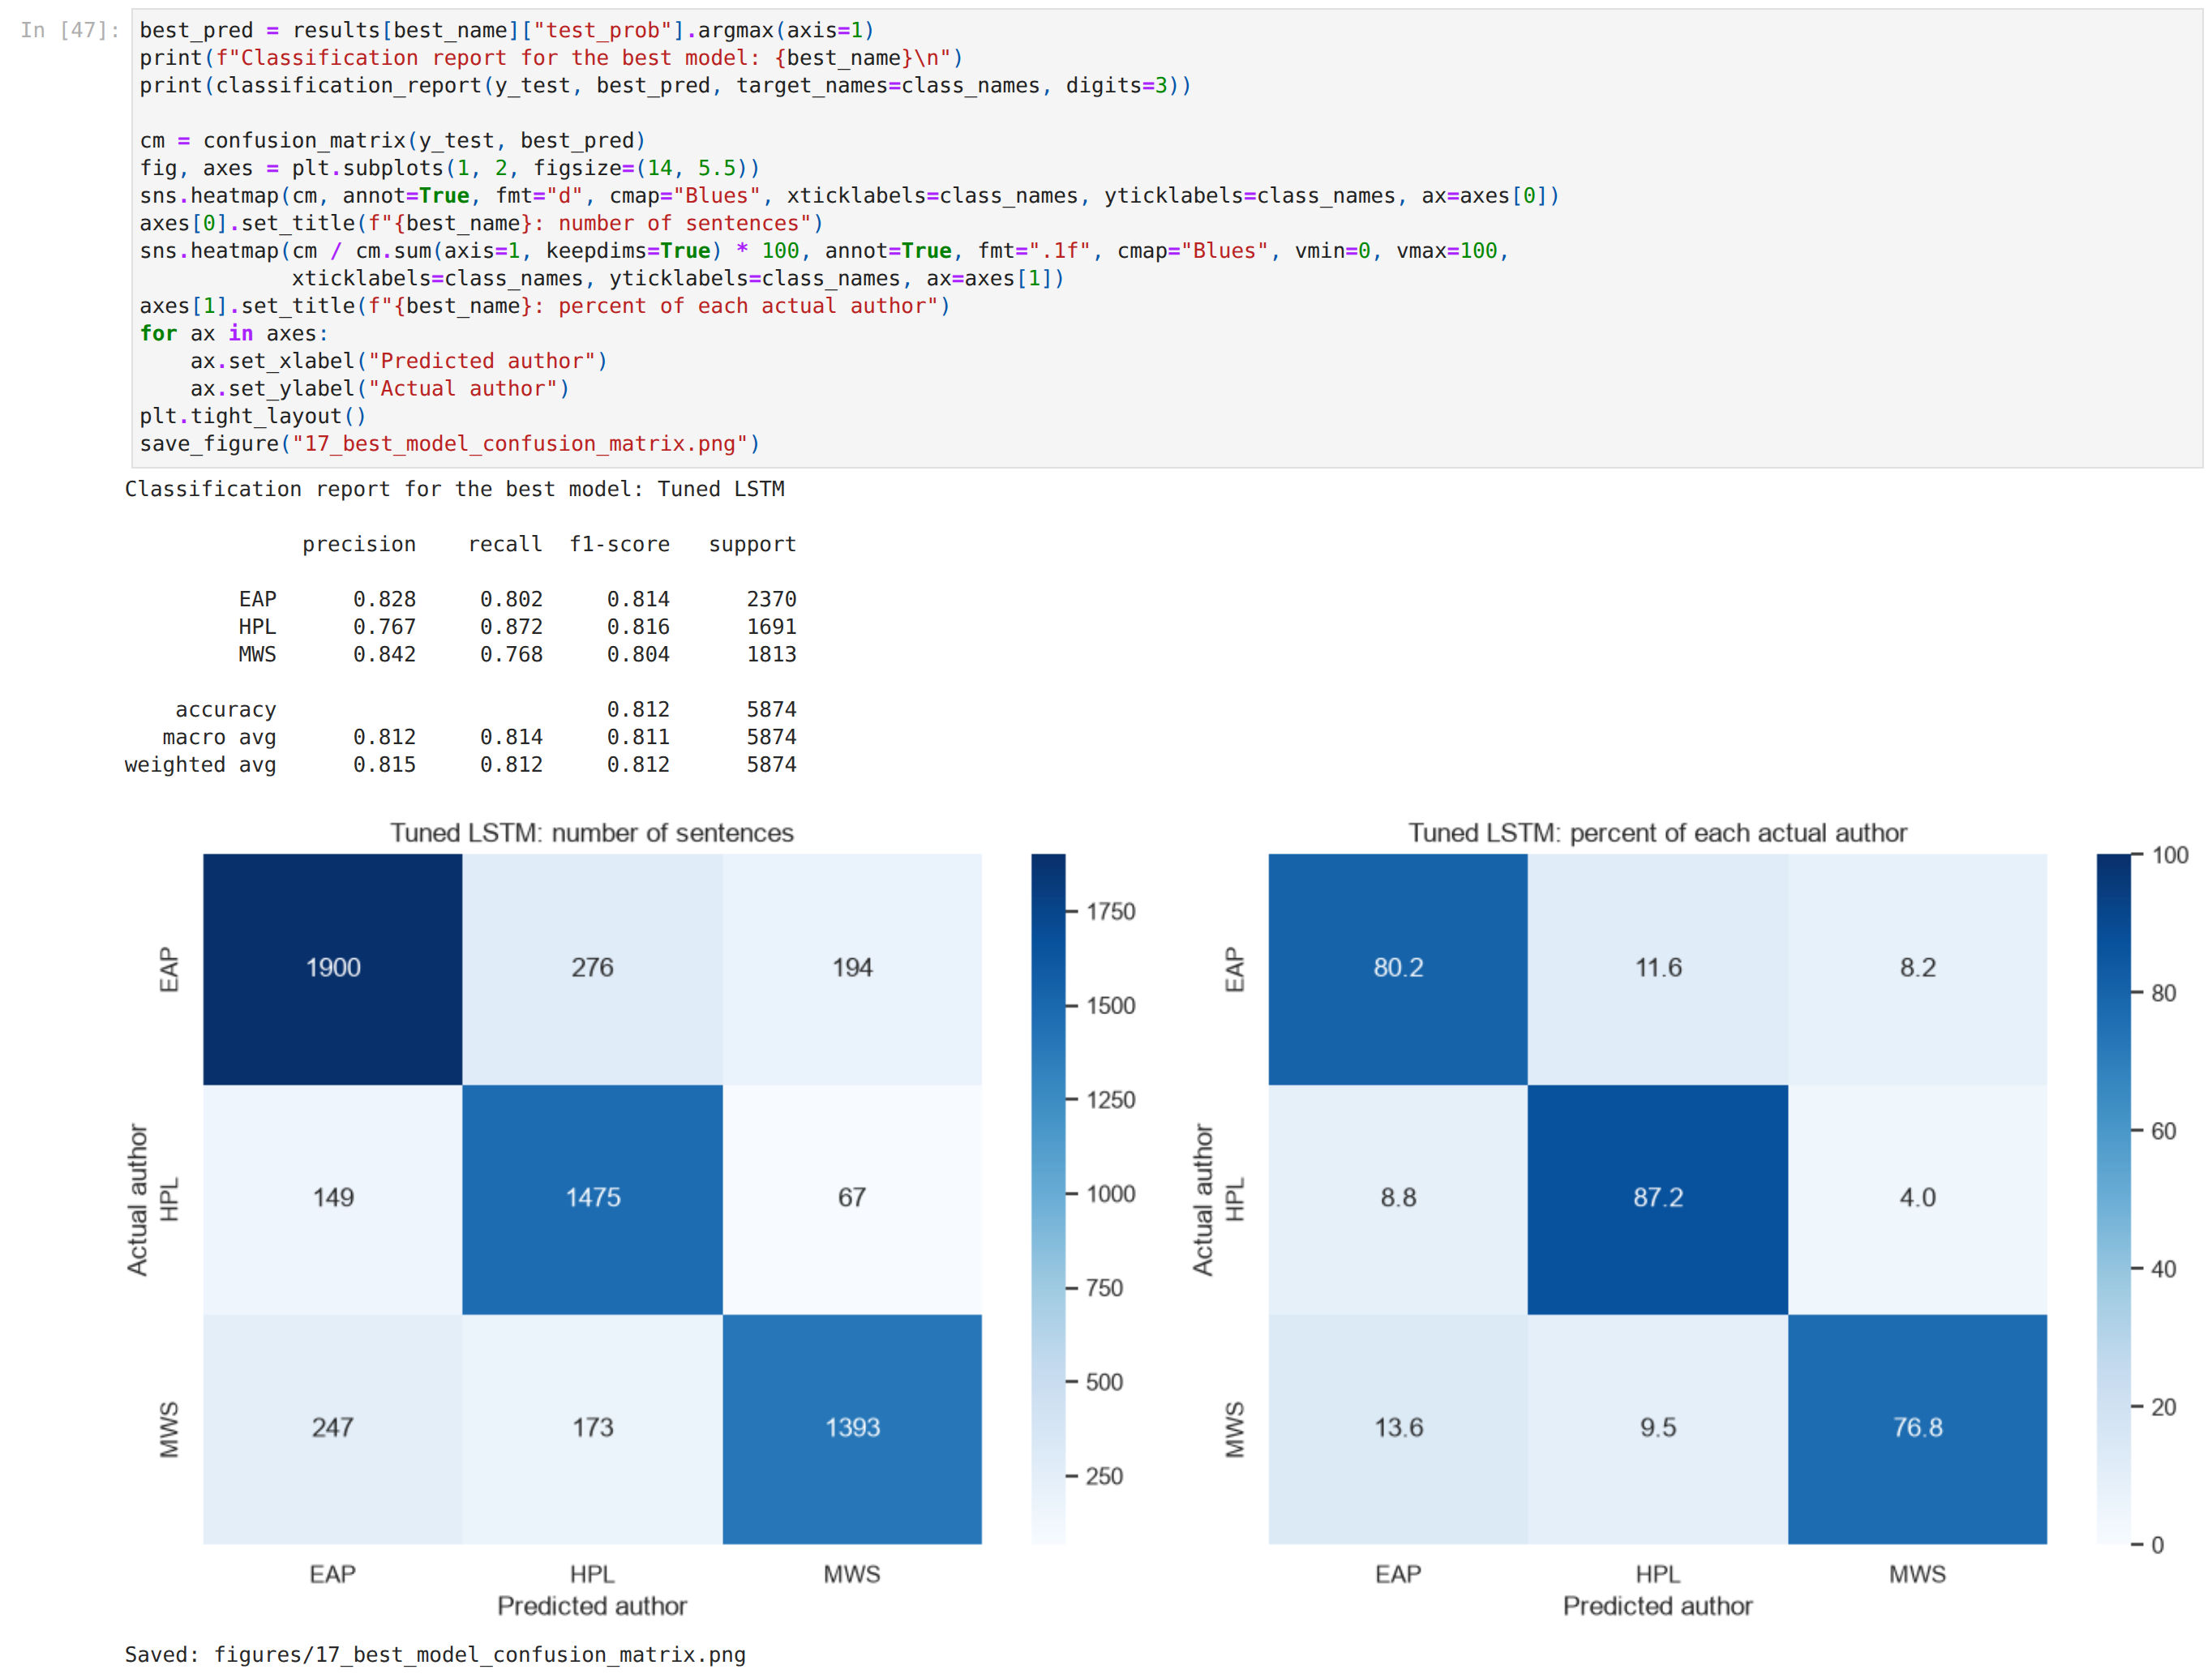 In [47]:
best_pred = results[best_name]["test_prob"].argmax(axis=1)
print(f"Classification report for the best model: {best_name}\n")
print(classification_report(y_test, best_pred, target_names=class_names, digits=3))
cm = confusion_matrix(y_test, best_pred)
fig, axes = plt.subplots(1, 2, figsize=(14, 5.5))
sns.heatmap(cm, annot=True, fmt="d", cmap="Blues", xticklabels=class_names, yticklabels=class_names, ax=axes[0])
axes[0].set_title(f"{best_name}: number of sentences")
sns.heatmap(cm / cm.sum(axis=1, keepdims=True) * 100, annot=True, fmt=".1f", cmap="Blues", vmin=0, vmax=100,
            xticklabels=class_names, yticklabels=class_names, ax=axes[1])
axes[1].set_title(f"{best_name}: percent of each actual author")
for ax in axes:
    ax.set_xlabel("Predicted author")
    ax.set_ylabel("Actual author")
plt.tight_layout()
save_figure("17_best_model_confusion_matrix.png")
Classification report for the best model: Tuned LSTM
precision recall f1-score support
EAP 0.828 0.802 0.814 2370
HPL 0.767 0.872 0.816 1691
MWS 0.842 0.768 0.804 1813
accuracy 0.812 5874
macro avg 0.812 0.814 0.811 5874
weighted avg 0.815 0.812 0.812 5874
Tuned LSTM: number of sentences
Actual author
EAP
HPL
MWS
1900 276 194
149 1475 67
247 173 1393
EAP HPL MWS
Predicted author
1750
1500
1250
1000
750
500
250
Tuned LSTM: percent of each actual author
Actual author
EAP
HPL
MWS
80.2 11.6 8.2
8.8 87.2 4.0
13.6 9.5 76.8
EAP HPL MWS
Predicted author
100
80
60
40
20
0
Saved: figures/17_best_model_confusion_matrix.png